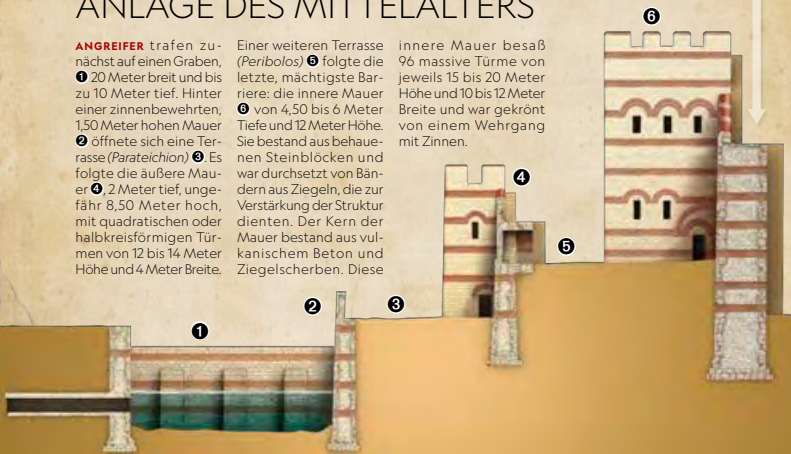 ANLAGE DES MITTELALTERS
ANGREIFER trafen zu-
nächst auf einen Graben,
❶ 20 Meter breit und bis
zu 10 Meter tief. Hinter
einer zinnenbewehrten,
1,50 Meter hohen Mauer
❷ öffnete sich eine Ter-
rasse (Parateichion) ❸. Es
folgte die äußere Mau-
er ❹, 2 Meter tief, unge-
fähr 8,50 Meter hoch,
mit quadratischen oder
halbkreisförmigen Tür-
men von 12 bis 14 Meter
Höhe und 4 Meter Breite.
Einer weiteren Terrasse
(Peribolos) ❺ folgte die
letzte, mächtigste Bar-
riere: die innere Mauer
❻ von 4,50 bis 6 Meter
Tiefe und 12 Meter Höhe.
Sie bestand aus behaue-
nen Steinblöcken und
war durchsetzt von Bän-
dern aus Ziegeln, die zur
Verstärkung der Struktur
dienten. Der Kern der
Mauer bestand aus vul-
kanischem Beton und
Ziegelscherben. Diese
innere Mauer besaß
96 massive Türme von
jeweils 15 bis 20 Meter
Höhe und 10 bis 12 Meter
Breite und war gekrönt
von einem Wehrgang
mit Zinnen.
❻
❹
❺
❷
❸
❶